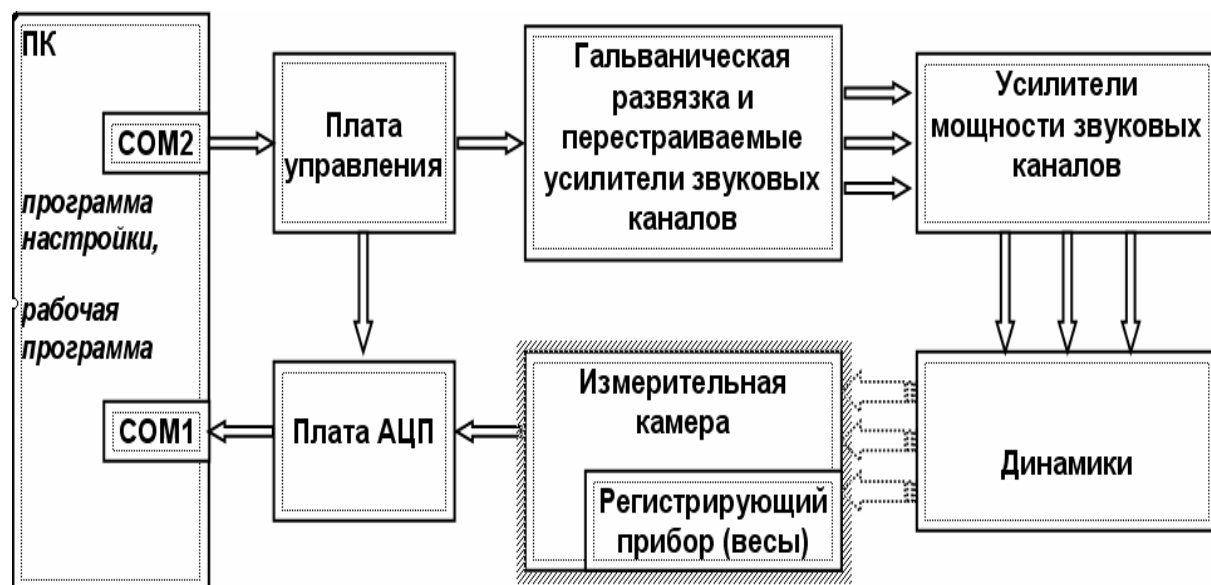 ПК
COM2
программа
настройки,
рабочая
программа
COM1
Плата
управления
Гальваническая
развязка и
перестраиваемые
усилители звуковых
каналов
Усилители
мощности звуковых
каналов
Плата АЦП
Измерительная
камера
Регистрирующий
прибор (весы)
Динамики